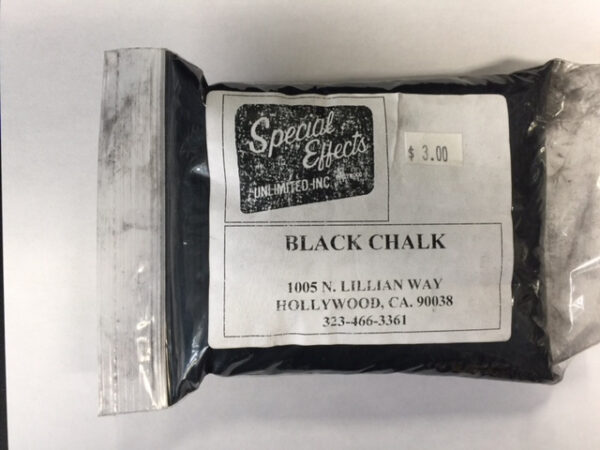 Special
Effects
UNLIMITED INC
$ 3.00
BLACK CHALK
1005 N. LILLIAN WAY
HOLLYWOOD, CA. 90038
323-466-3361